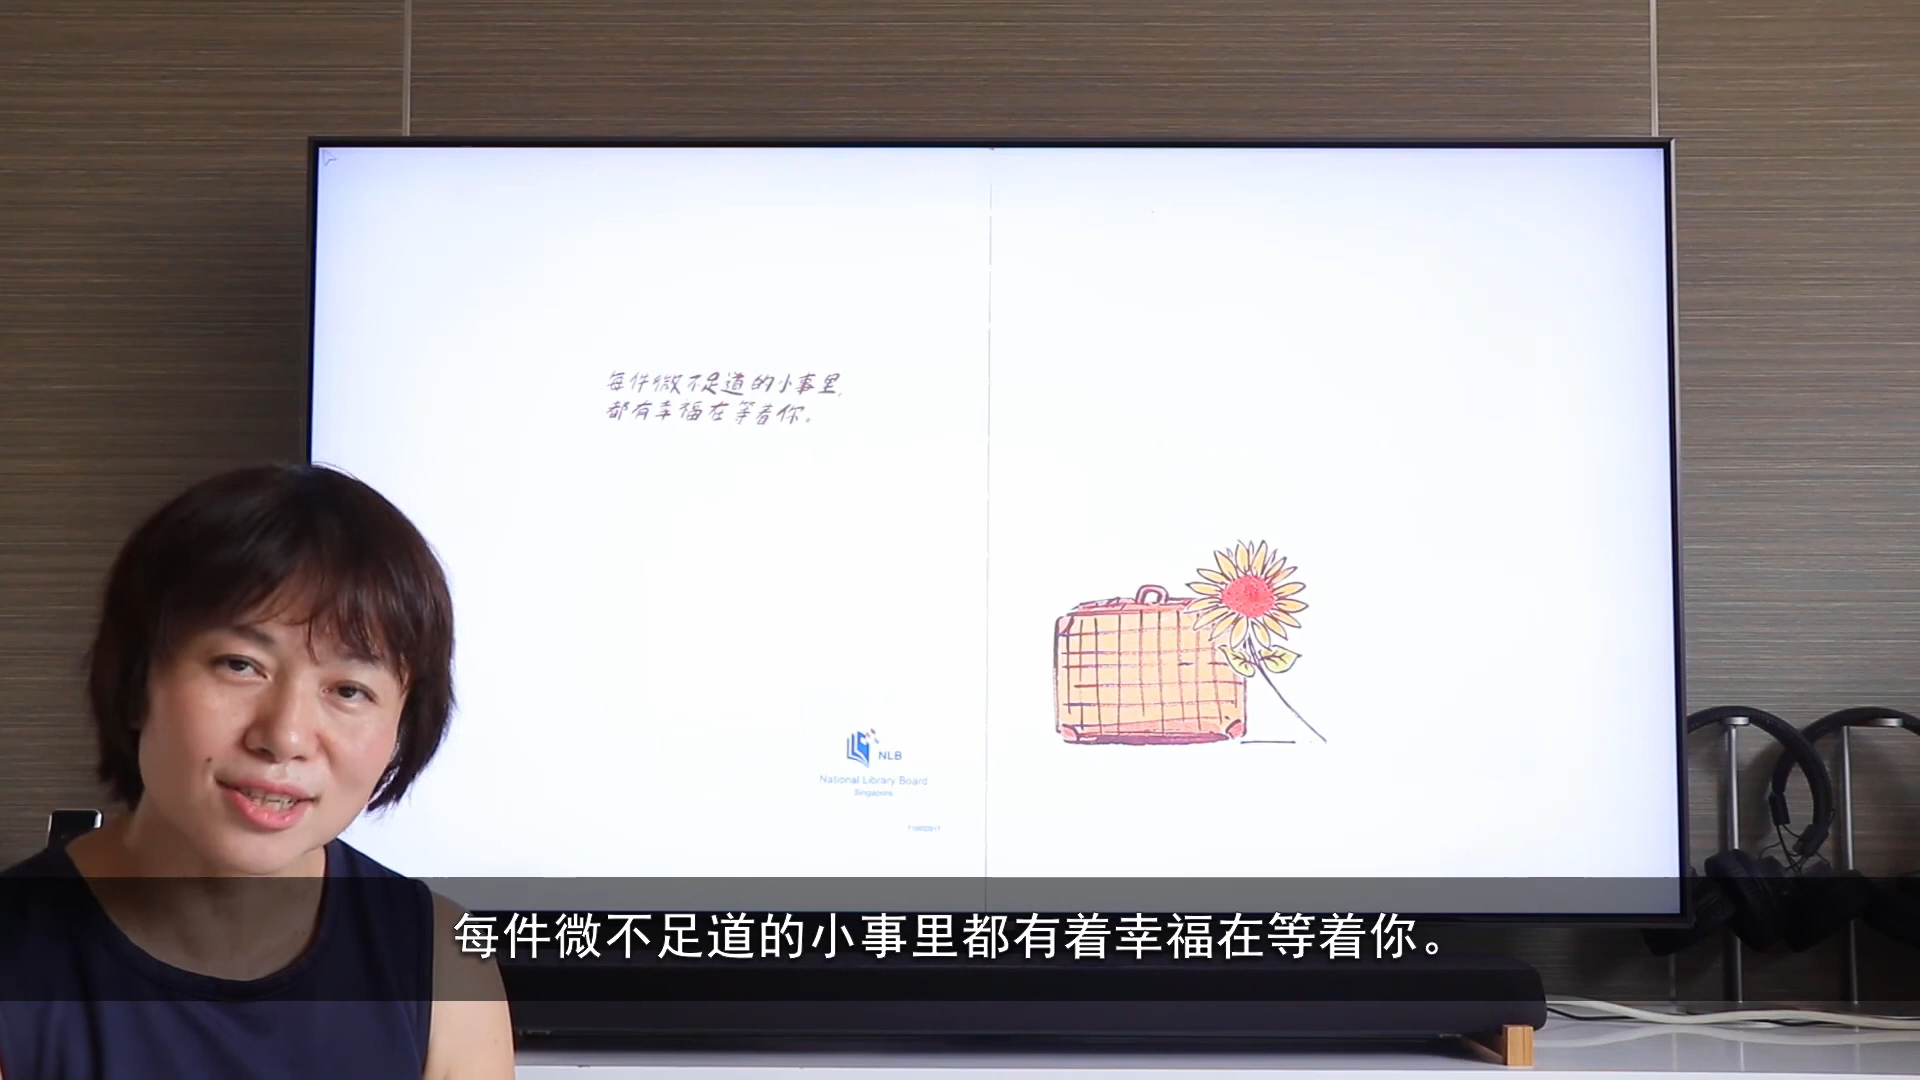 每件微不足道的小事里,
都有幸福在等着你。
NLB
National Library Board
Singapore
每件微不足道的小事里都有着幸福在等着你。